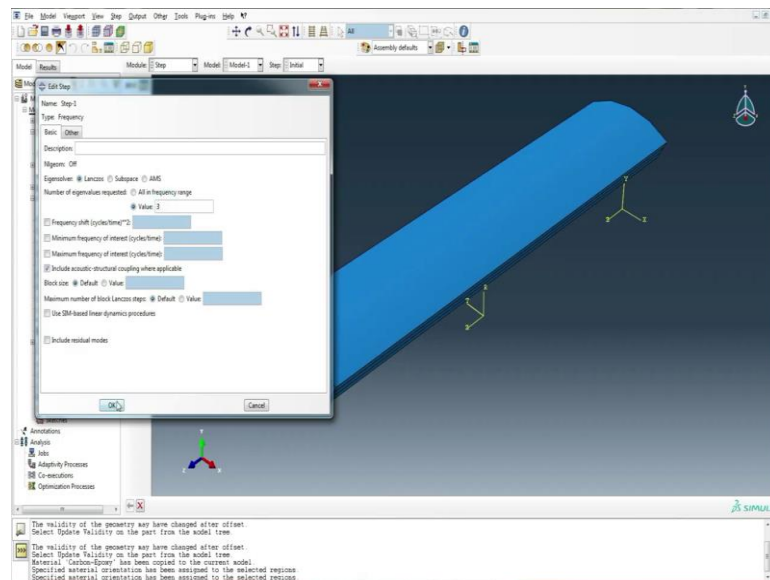 File Model Viewport View Step Output Other Tools Plug-ins Help
All
Assembly defaults
Model Results Module: Step Model: Model-1 Step: Initial
Edit Step
Name: Step-1
Type: Frequency
Basic Other
Description:
Nlgeom: Off
Eigensolver: Lanczos Subspace AMS
Number of eigenvalues requested: All in frequency range
Value: 3
Frequency shift (cycles/time)**2:
Minimum frequency of interest (cycles/time):
Maximum frequency of interest (cycles/time):
Include acoustic-structural coupling where applicable
Block size: Default Value:
Maximum number of block Lanczos steps: Default Value:
Use SIM-based linear dynamics procedures
Include residual modes
OK Cancel
Sketches
Annotations
Analysis
Jobs
Adaptivity Processes
Co-executions
Optimization Processes
Y
Z X
SIMUL
The validity of the geometry may have changed after offset.
Select Update Validity on the part from the model tree.
The validity of the geometry may have changed after offset.
Select Update Validity on the part from the model tree.
Material 'Carbon-Epoxy' has been copied to the current model.
Specified material orientation has been assigned to the selected regions.
Specified material orientation has been assigned to the selected regions.